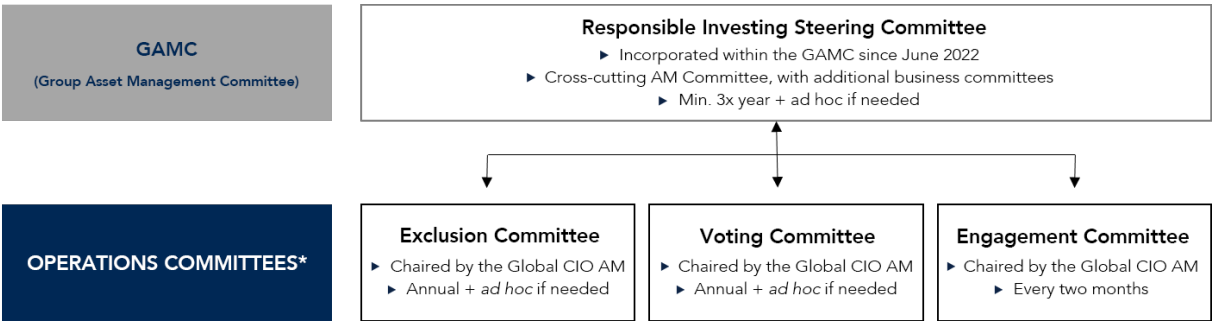 GAMC
(Group Asset Management Committee)
Responsible Investing Steering Committee
▶ Incorporated within the GAMC since June 2022
▶ Cross-cutting AM Committee, with additional business committees
▶ Min. 3x year + ad hoc if needed
OPERATIONS COMMITTEES*
Exclusion Committee
▶ Chaired by the Global CIO AM
▶ Annual + ad hoc if needed
Voting Committee
▶ Chaired by the Global CIO AM
▶ Annual + ad hoc if needed
Engagement Committee
▶ Chaired by the Global CIO AM
▶ Every two months